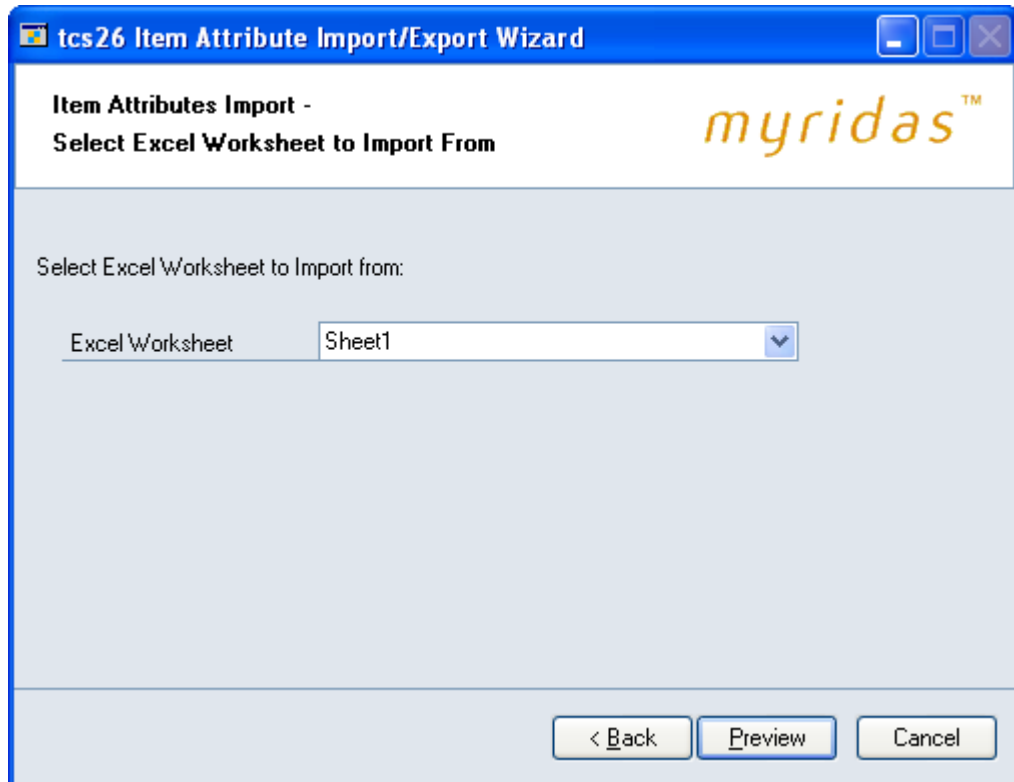 tcs26 Item Attribute Import/Export Wizard
Item Attributes Import -
Select Excel Worksheet to Import From
myridas™
Select Excel Worksheet to Import from:
Excel Worksheet Sheet1
< Back Preview Cancel